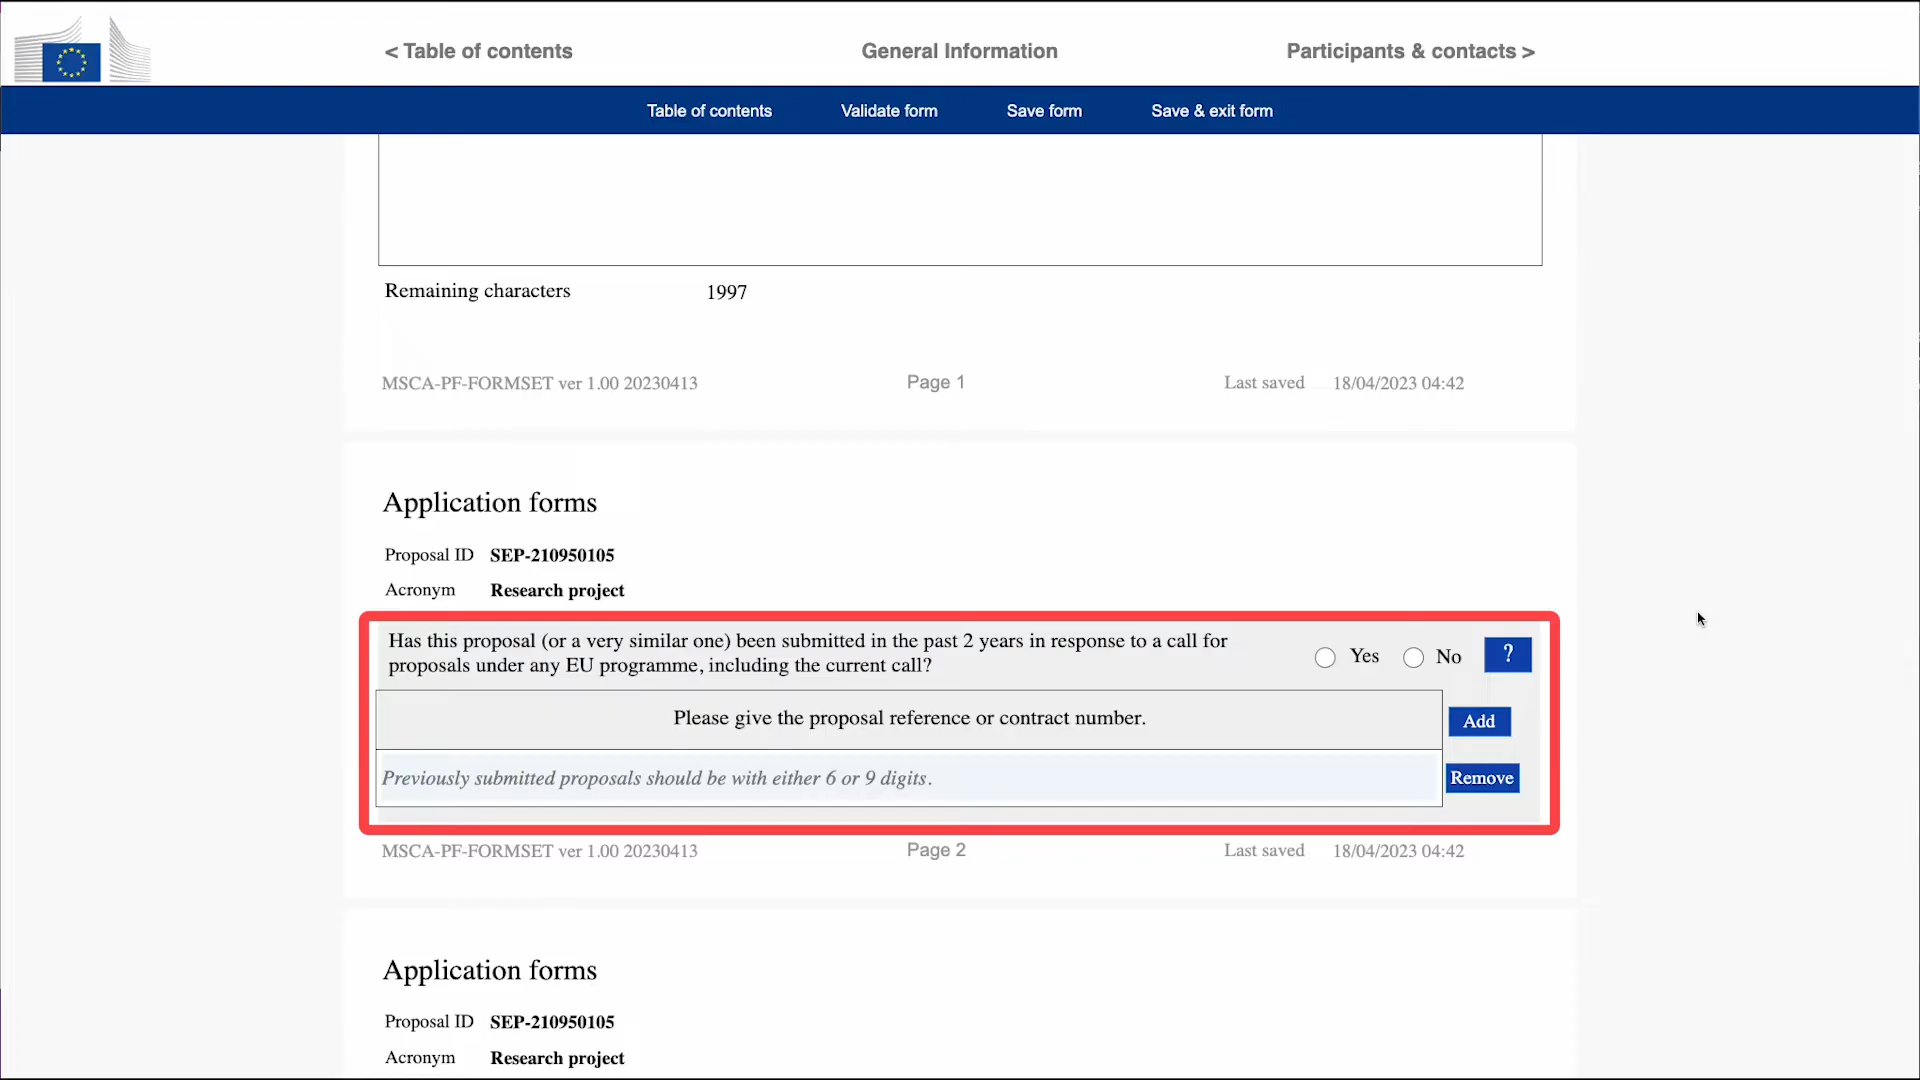 < Table of contents
General Information
Participants & contacts >
Table of contents
Validate form
Save form
Save & exit form
Remaining characters 1997
MSCA-PF-FORMSET ver 1.00 20230413
Page 1
Last saved 18/04/2023 04:42
Application forms
Proposal ID SEP-210950105
Acronym Research project
Has this proposal (or a very similar one) been submitted in the past 2 years in response to a call for
proposals under any EU programme, including the current call?
Yes
No
?
Please give the proposal reference or contract number.
Add
Previously submitted proposals should be with either 6 or 9 digits.
Remove
MSCA-PF-FORMSET ver 1.00 20230413
Page 2
Last saved 18/04/2023 04:42
Application forms
Proposal ID SEP-210950105
Acronym Research project